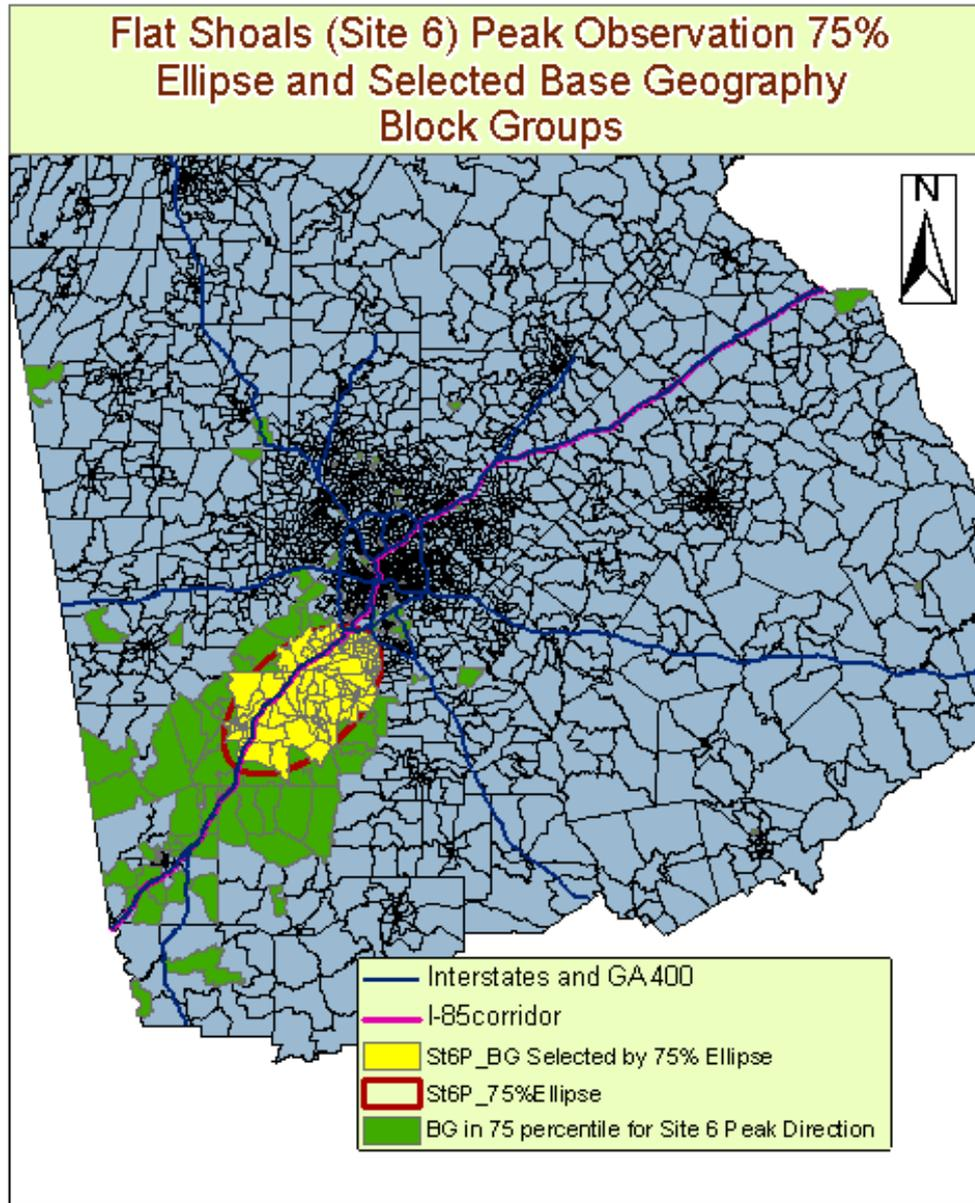 Flat Shoals (Site 6) Peak Observation 75%
Ellipse and Selected Base Geography
Block Groups
N
Interstates and GA400
I-85corridor
St6P_BG Selected by 75% Ellipse
St6P_75%Ellipse
BG in 75 percentile for Site 6 Peak Direction